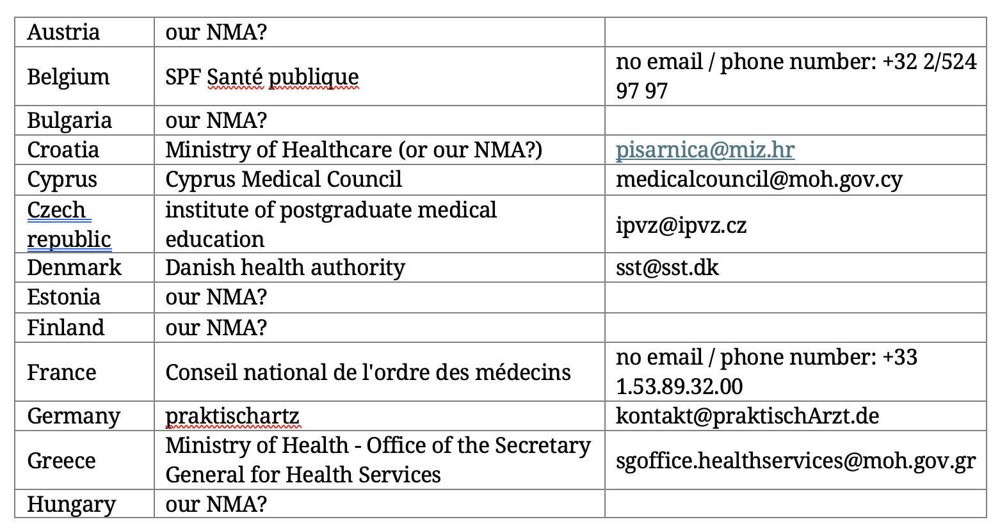 Austria
our NMA?
Belgium
SPF Santé publique
no email / phone number: +32 2/524
97 97
Bulgaria
our NMA?
Croatia
Ministry of Healthcare (or our NMA?)
pisarnica@miz.hr
Cyprus
Cyprus Medical Council
medicalcouncil@moh.gov.cy
Czech
republic
institute of postgraduate medical
education
ipvz@ipvz.cz
Denmark
Danish health authority
sst@sst.dk
Estonia
our NMA?
Finland
our NMA?
France
Conseil national de l'ordre des médecins
no email / phone number: +33
1.53.89.32.00
Germany
praktischartz
kontakt@praktischArzt.de
Greece
Ministry of Health - Office of the Secretary
General for Health Services
sgoffice.healthservices@moh.gov.gr
Hungary
our NMA?